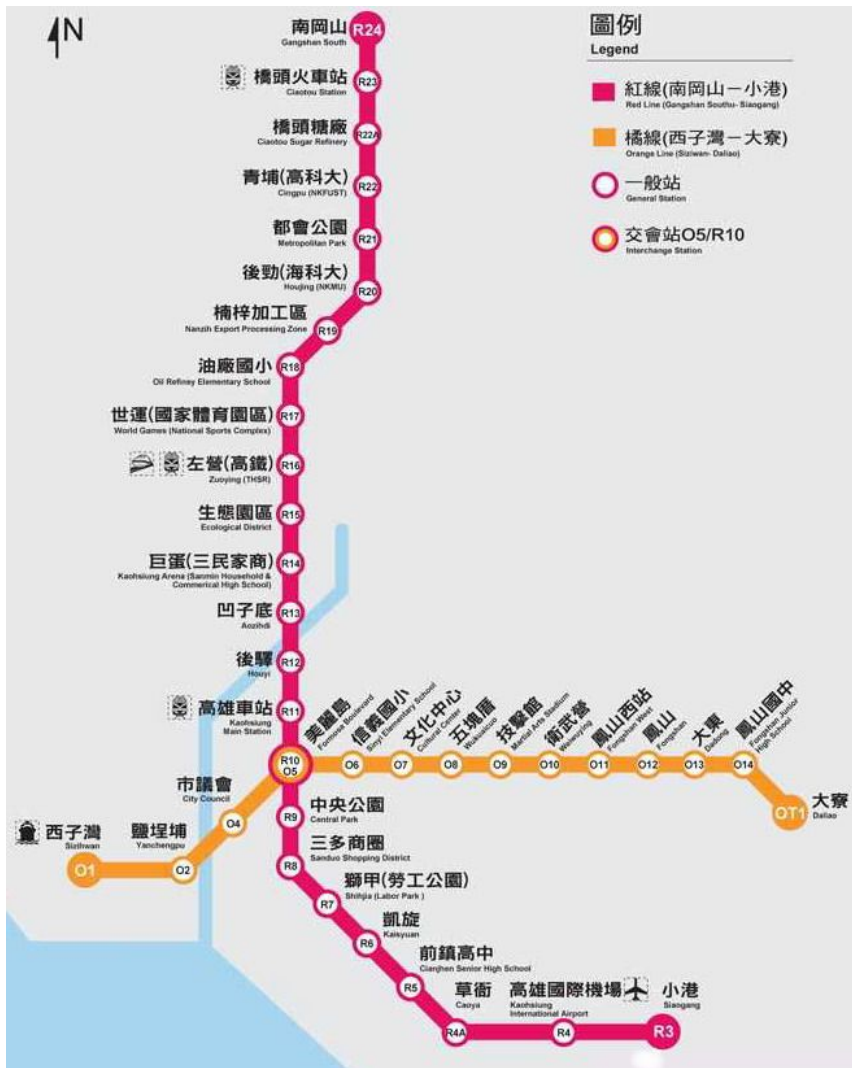 N
南岡山
Gangshan South
R24
橋頭火車站
Ciaotou Station
R23
橋頭糖廠
Ciaotou Sugar Refinery
R22A
青埔(高科大)
Cingpu (NKFUST)
R22
都會公園
Metropolitan Park
R21
後勁(海科大)
Houjing (NKMU)
R20
楠梓加工區
Nanzih Export Processing Zone
R19
油廠國小
Oil Refiney Elementary School
R18
世運(國家體育園區)
World Games (National Sports Complex)
R17
左營(高鐵)
Zuoying (THSR)
R16
生態園區
Ecological District
R15
巨蛋(三民家商)
Kaohsiung Arena (Sanmin Household &
Commerical High School)
R14
凹子底
Aozihdi
R13
後驛
Houyi
R12
高雄車站
Kaohsiung
Main Station
R11
圖例
Legend
紅線(南岡山－小港)
Red Line (Gangshan Southu- Siaogang)
橘線(西子灣－大寮)
Orange Line (Siziwan- Daliao)
一般站
General Station
交會站O5/R10
Interchange Station
美麗島
Formosa Boulevard
R10
O5
信義國小
Sinyi Elementary School
O6
文化中心
Cultural Center
O7
五塊厝
Wukuaicuo
O8
技擊館
Martial Arts Stadium
O9
衛武營
Weiwuying
O10
鳳山西站
Fongshan West
O11
鳳山
Fongshan
O12
大東
Dadong
O13
鳳山國中
Fongshan Junior
High School
O14
大寮
Daliao
OT1
市議會
City Council
O4
鹽埕埔
Yanchengpu
O2
西子灣
Sizihwan
O1
中央公園
Central Park
R9
三多商圈
Sanduo Shopping District
R8
獅甲(勞工公園)
Shihjia (Labor Park )
R7
凱旋
Kaisyuan
R6
前鎮高中
Cianjhen Senior High School
R5
草衙
Caoya
R4A
高雄國際機場
Kaohsiung
International Airport
R4
小港
Siaogang
R3